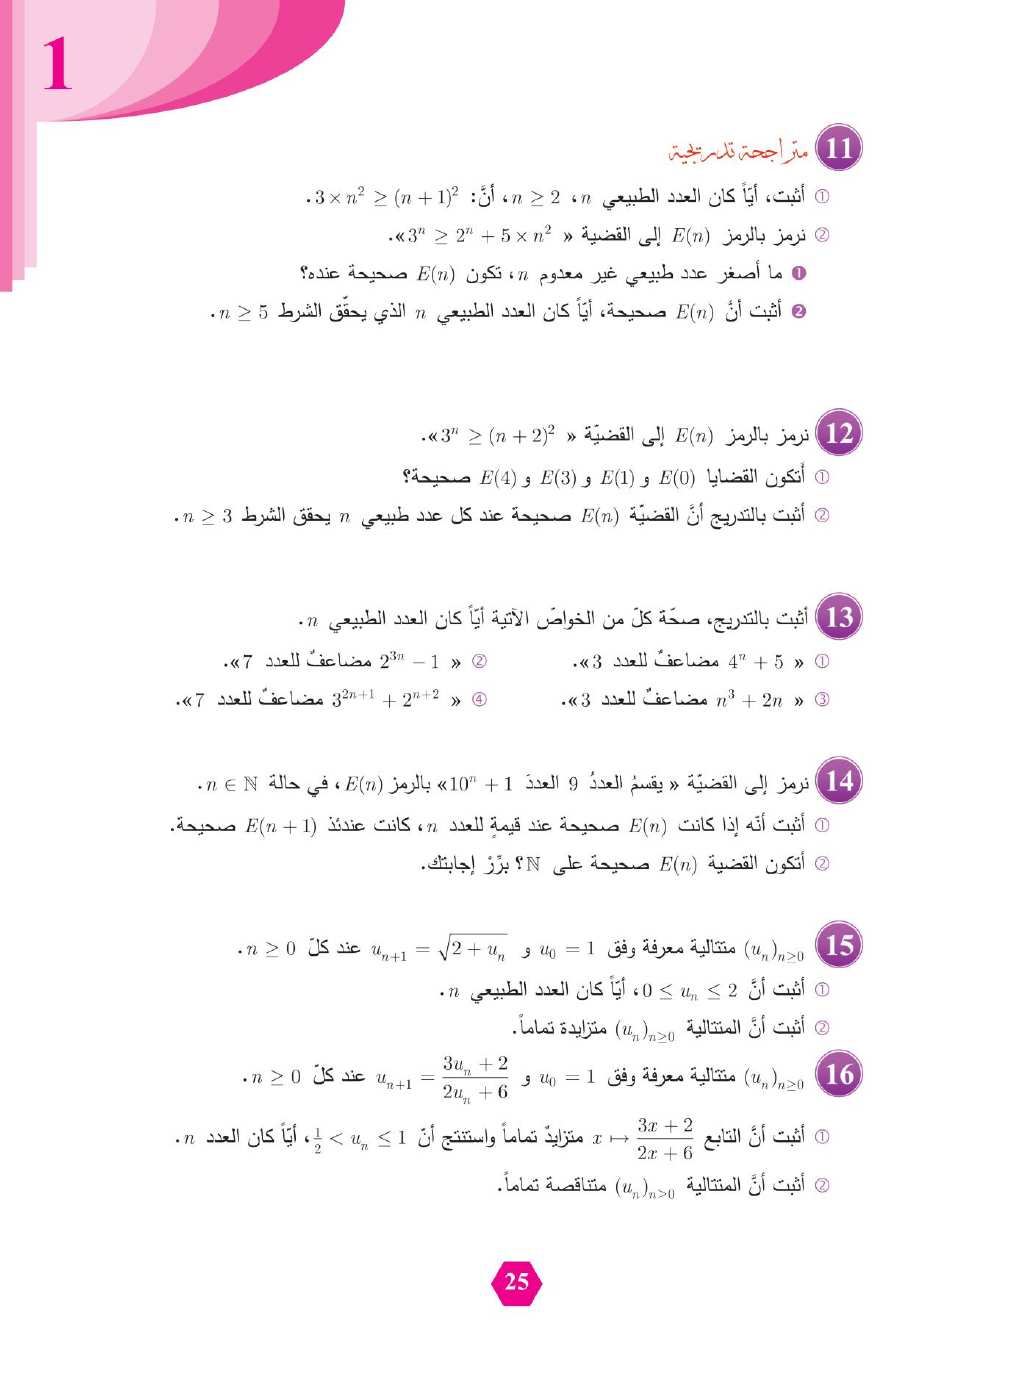 1
11 متراجحة تدريجية
① أثبت، أيّاً كان العدد الطبيعي n، n ≥ 2، أنَّ: 3 × n² ≥ (n + 1)².
② نرمز بالرمز E(n) إلى القضية « 3ⁿ ≥ 2ⁿ + 5 × n² ».
❶ ما أصغر عدد طبيعي غير معدوم n، تكون E(n) صحيحة عنده؟
❷ أثبت أنَّ E(n) صحيحة، أيّاً كان العدد الطبيعي n الذي يحقّق الشرط n ≥ 5.
12 نرمز بالرمز E(n) إلى القضيّة « 3ⁿ ≥ (n + 2)² ».
① أتكون القضايا E(0) و E(1) و E(3) و E(4) صحيحة؟
② أثبت بالتدريج أنَّ القضيّة E(n) صحيحة عند كل عدد طبيعي n يحقق الشرط n ≥ 3.
13 أثبت بالتدريج، صحّة كلّ من الخواصّ الآتية أيّاً كان العدد الطبيعي n.
① « 4ⁿ + 5 مضاعفٌ للعدد 3 ». ② « 2³ⁿ − 1 مضاعفٌ للعدد 7 ».
③ « n³ + 2n مضاعفٌ للعدد 3 ». ④ « 3²ⁿ⁺¹ + 2ⁿ⁺² مضاعفٌ للعدد 7 ».
14 نرمز إلى القضيّة « يقسمُ العددُ 9 العددَ 10ⁿ + 1 » بالرمز E(n)، في حالة n ∈ ℕ.
① أثبت أنّه إذا كانت E(n) صحيحة عند قيمةٍ للعدد n، كانت عندئذ E(n + 1) صحيحة.
② أتكون القضية E(n) صحيحة على ℕ؟ برِّرْ إجابتك.
15 (uₙ)ₙ≥₀ متتالية معرفة وفق u₀ = 1 و uₙ₊₁ = √(2 + uₙ) عند كلّ n ≥ 0.
① أثبت أنَّ 0 ≤ uₙ ≤ 2، أيّاً كان العدد الطبيعي n.
② أثبت أنَّ المتتالية (uₙ)ₙ≥₀ متزايدة تماماً.
16 (uₙ)ₙ≥₀ متتالية معرفة وفق u₀ = 1 و uₙ₊₁ = (3uₙ + 2)/(2uₙ + 6) عند كلّ n ≥ 0.
① أثبت أنَّ التابع x ↦ (3x + 2)/(2x + 6) متزايدٌ تماماً واستنتج أنّ 1/2 < uₙ ≤ 1، أيّاً كان العدد n.
② أثبت أنَّ المتتالية (uₙ)ₙ>₀ متناقصة تماماً.
25